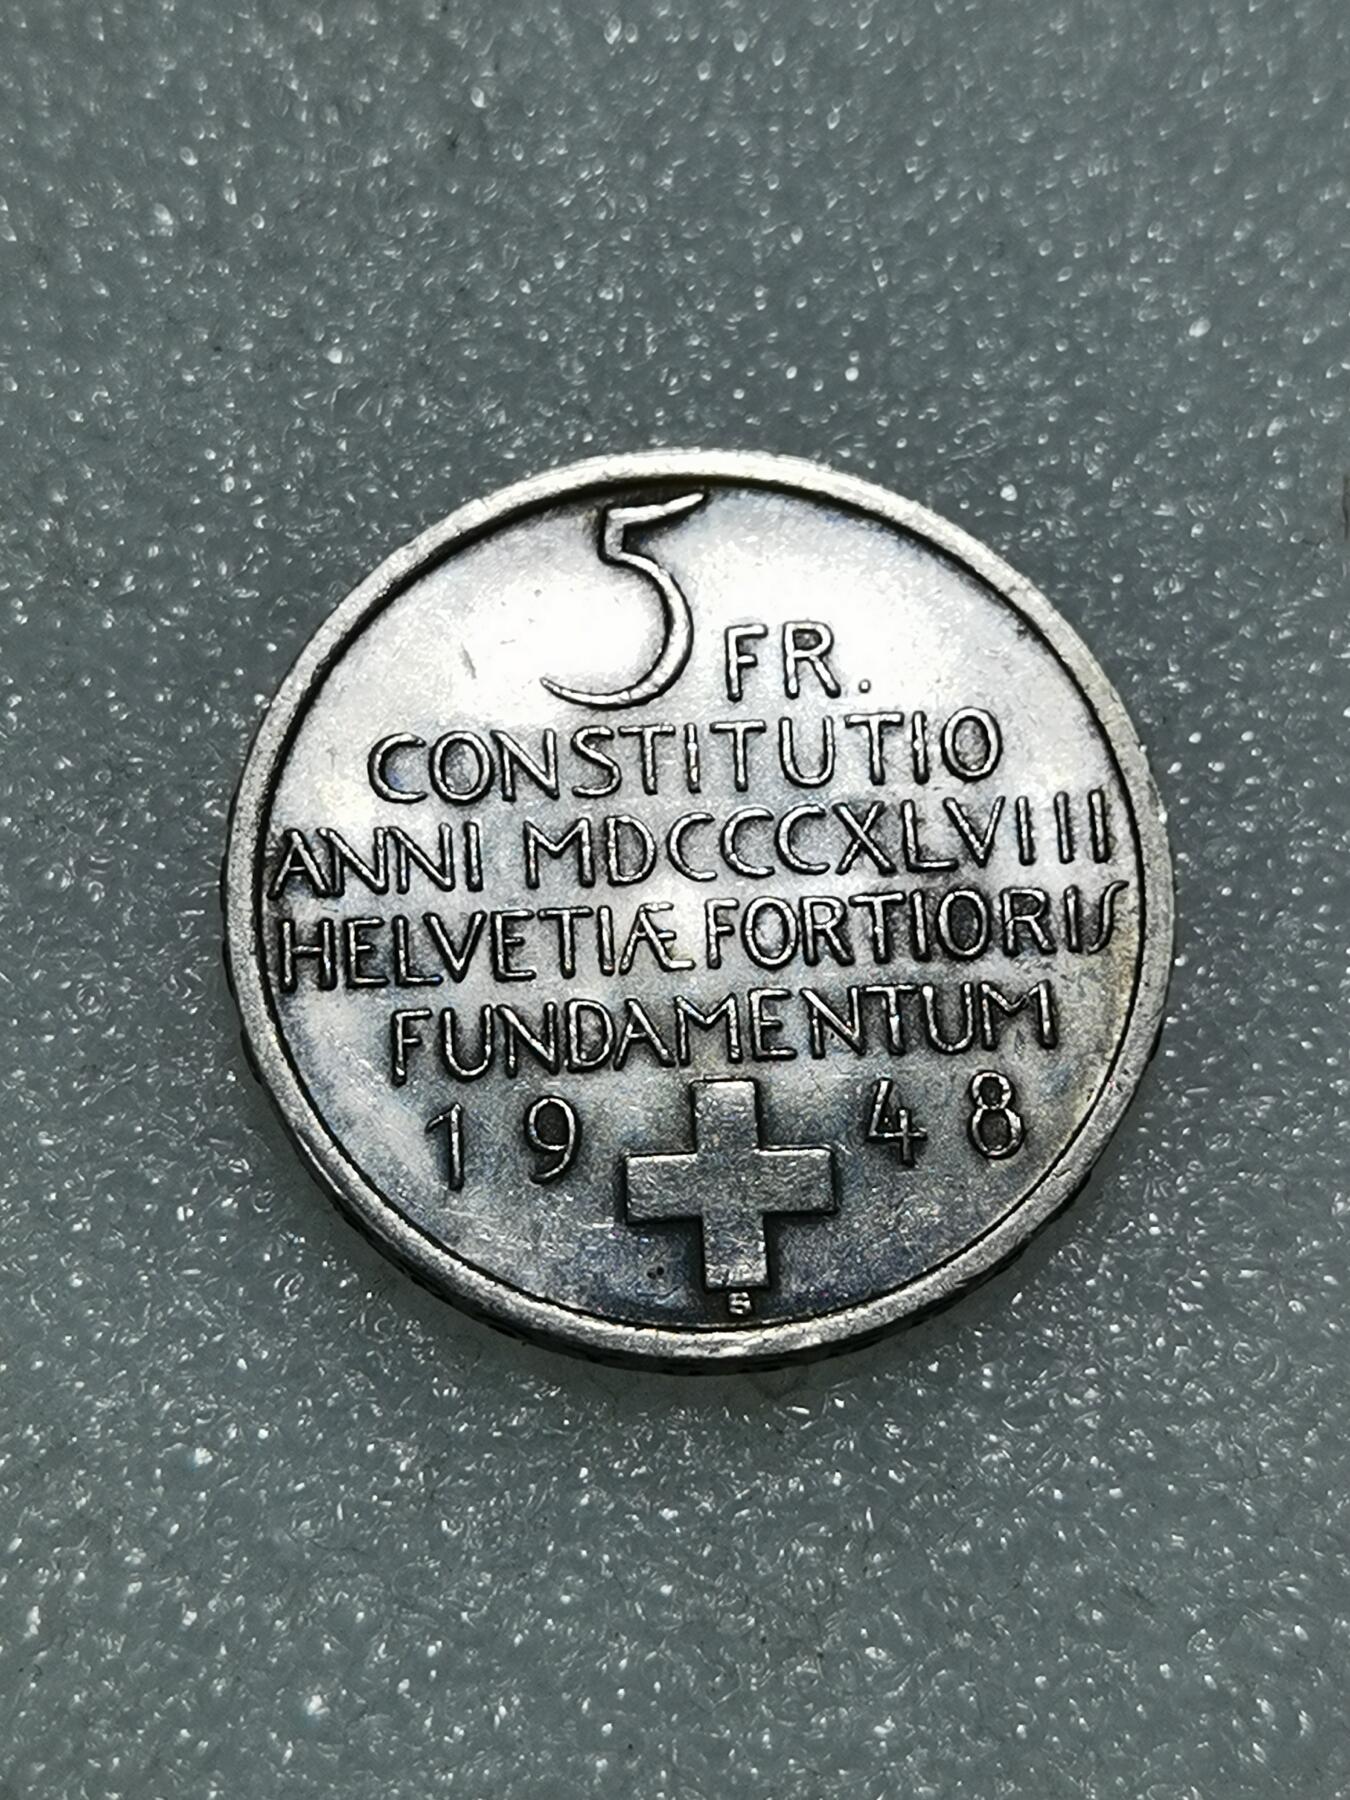 5 FR.
CONSTITUTIO
ANNI MDCCCXLVIII
HELVETIÆ FORTIORIS
FUNDAMENTUM
19 48
B